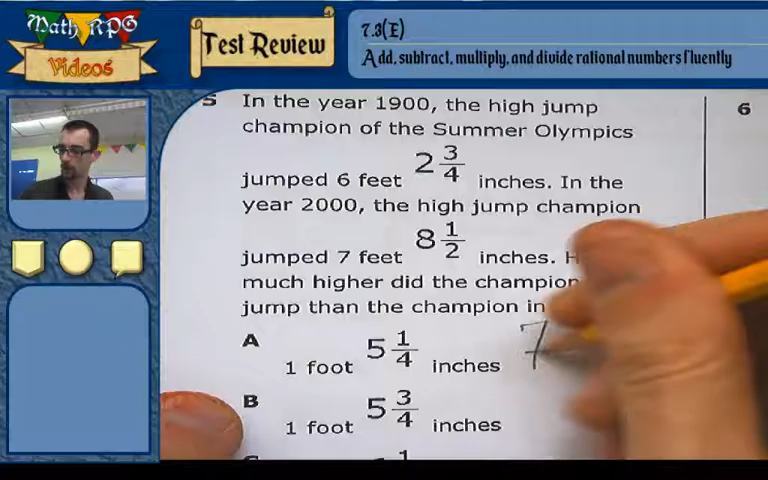 Math RPG
Videos
Test Review
7.3(E)
Add, subtract, multiply, and divide rational numbers fluently
5 In the year 1900, the high jump
champion of the Summer Olympics
jumped 6 feet 2 3/4 inches. In the
year 2000, the high jump champion
jumped 7 feet 8 1/2 inches.
much higher did the champion
jump than the champion in
A 1 foot 5 1/4 inches
7
B 1 foot 5 3/4 inches
6